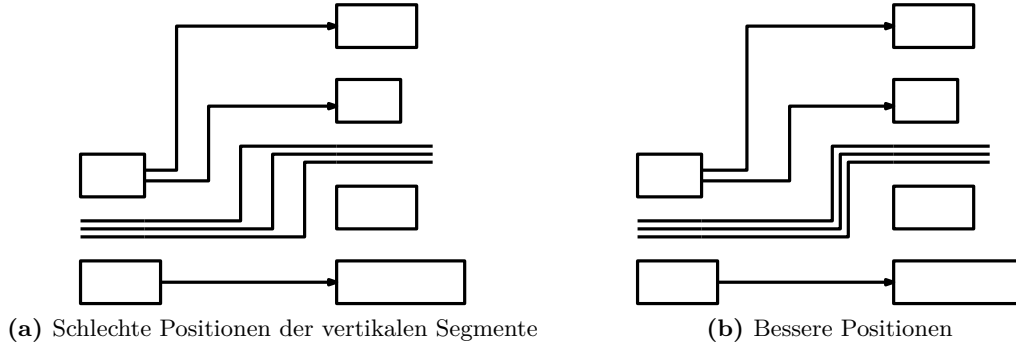 (a) Schlechte Positionen der vertikalen Segmente
(b) Bessere Positionen